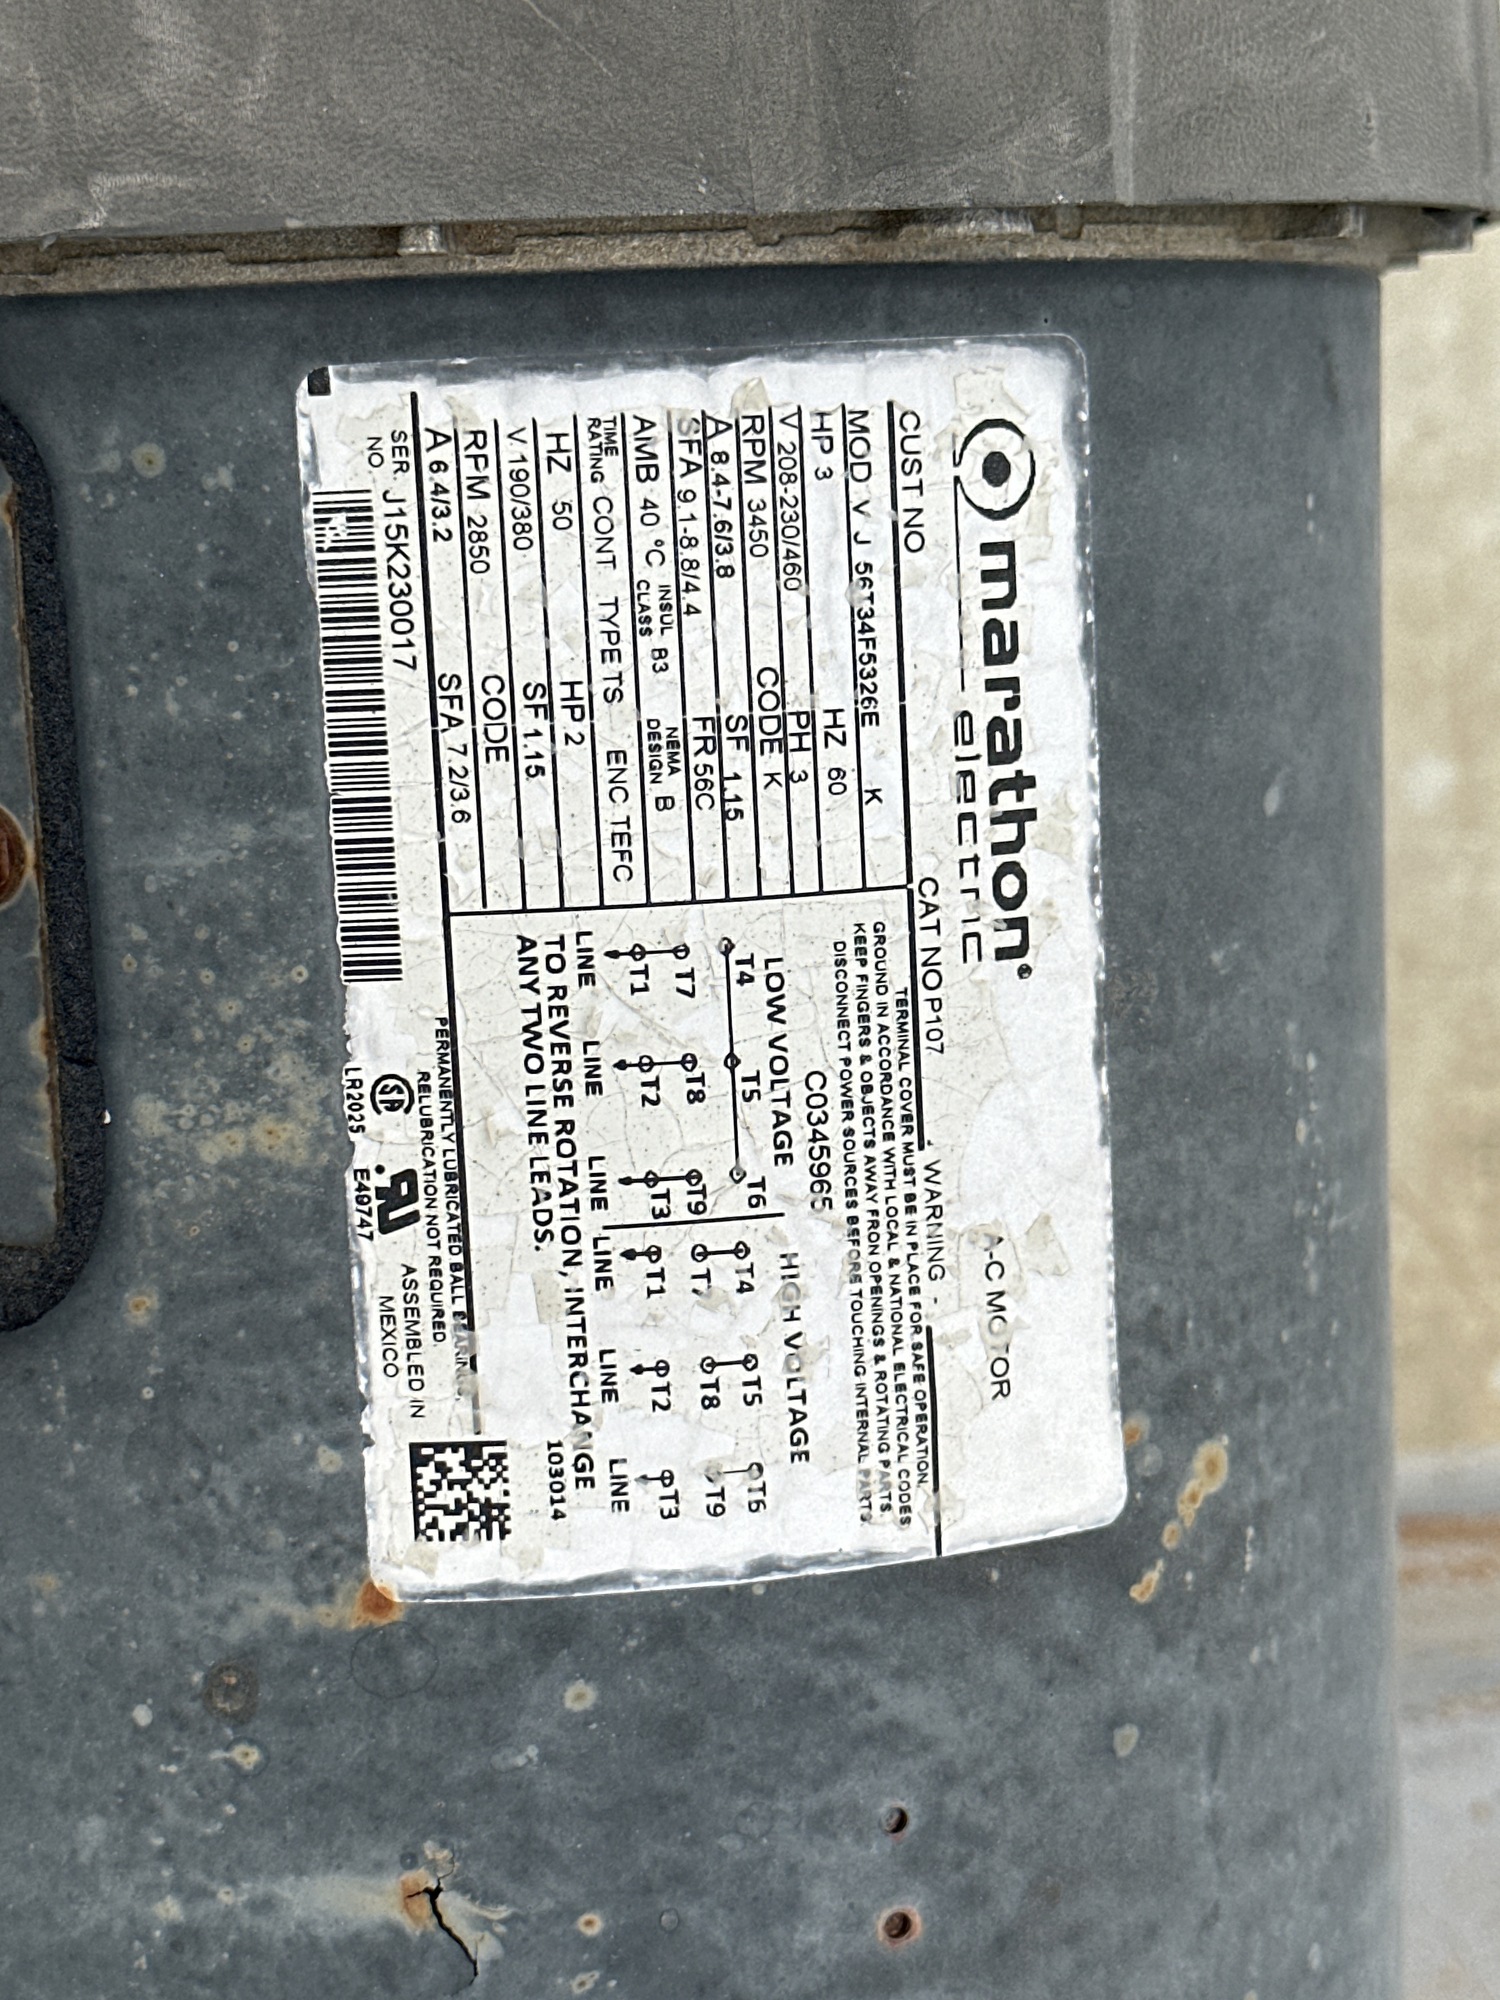 marathon®
electric
A-C MOTOR
CUST NO
CAT NO P107
MOD VJ 56T34F5326E K
HP 3 HZ 60
V 208-230/460 PH 3
RPM 3450 CODE K
A 8.4-7.6/3.8 SF 1.15
SFA 9.1-8.8/4.4 FR 56C
AMB 40 °C INSUL CLASS B3 NEMA DESIGN B
TIME RATING CONT TYPE TS ENC TEFC
HZ 50 HP 2
V 190/380 SF 1.15
RPM 2850 CODE
A 6.4/3.2 SFA 7.2/3.6
SER. NO. J15K230017
- WARNING -
TERMINAL COVER MUST BE IN PLACE FOR SAFE OPERATION.
GROUND IN ACCORDANCE WITH LOCAL & NATIONAL ELECTRICAL CODES
KEEP FINGERS & OBJECTS AWAY FRON OPENINGS & ROTATING PARTS.
DISCONNECT POWER SOURCES BEFORE TOUCHING INTERNAL PARTS.
C0345965
LOW VOLTAGE HIGH VOLTAGE
T4 T5 T6 T4 T5 T6
T7 T8 T9 T7 T8 T9
T1 T2 T3 T1 T2 T3
LINE LINE LINE LINE LINE LINE
TO REVERSE ROTATION, INTERCHANGE
ANY TWO LINE LEADS.
103014
PERMANENTLY LUBRICATED BALL BEARINGS,
RELUBRICATION NOT REQUIRED.
SA
LR2025
E49747
ASSEMBLED IN
MEXICO